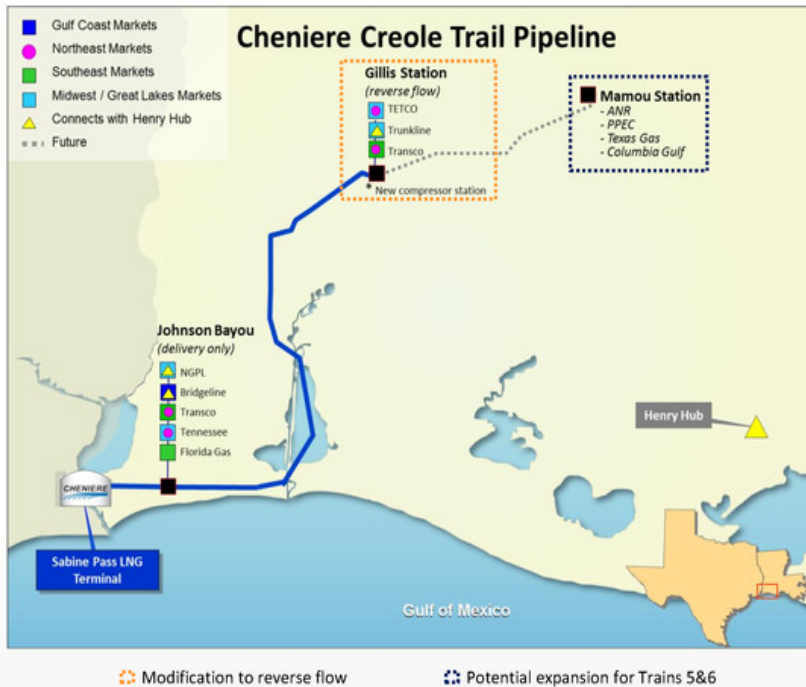 Cheniere Creole Trail Pipeline
Gulf Coast Markets
Northeast Markets
Southeast Markets
Midwest / Great Lakes Markets
Connects with Henry Hub
Future
Gillis Station
(reverse flow)
TETCO
Trunkline
Transco
* New compressor station
Mamou Station
- ANR
- PPEC
- Texas Gas
- Columbia Gulf
Johnson Bayou
(delivery only)
NGPL
Bridgeline
Transco
Tennessee
Florida Gas
Henry Hub
CHENIERE
Sabine Pass LNG
Terminal
Gulf of Mexico
Modification to reverse flow
Potential expansion for Trains 5&6